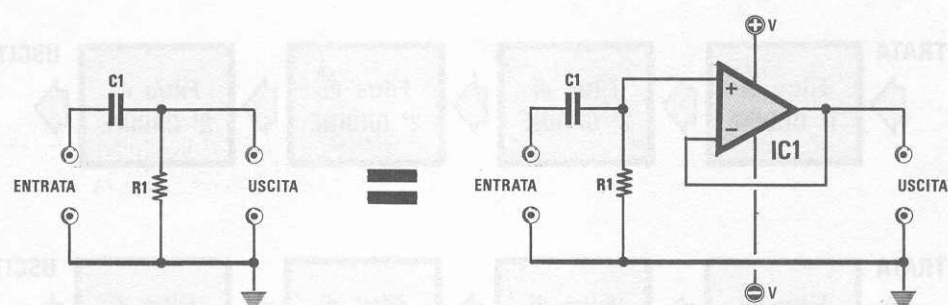 C1
R1
ENTRATA
USCITA
C1
R1
ENTRATA
+
−
IC1
V
V
USCITA